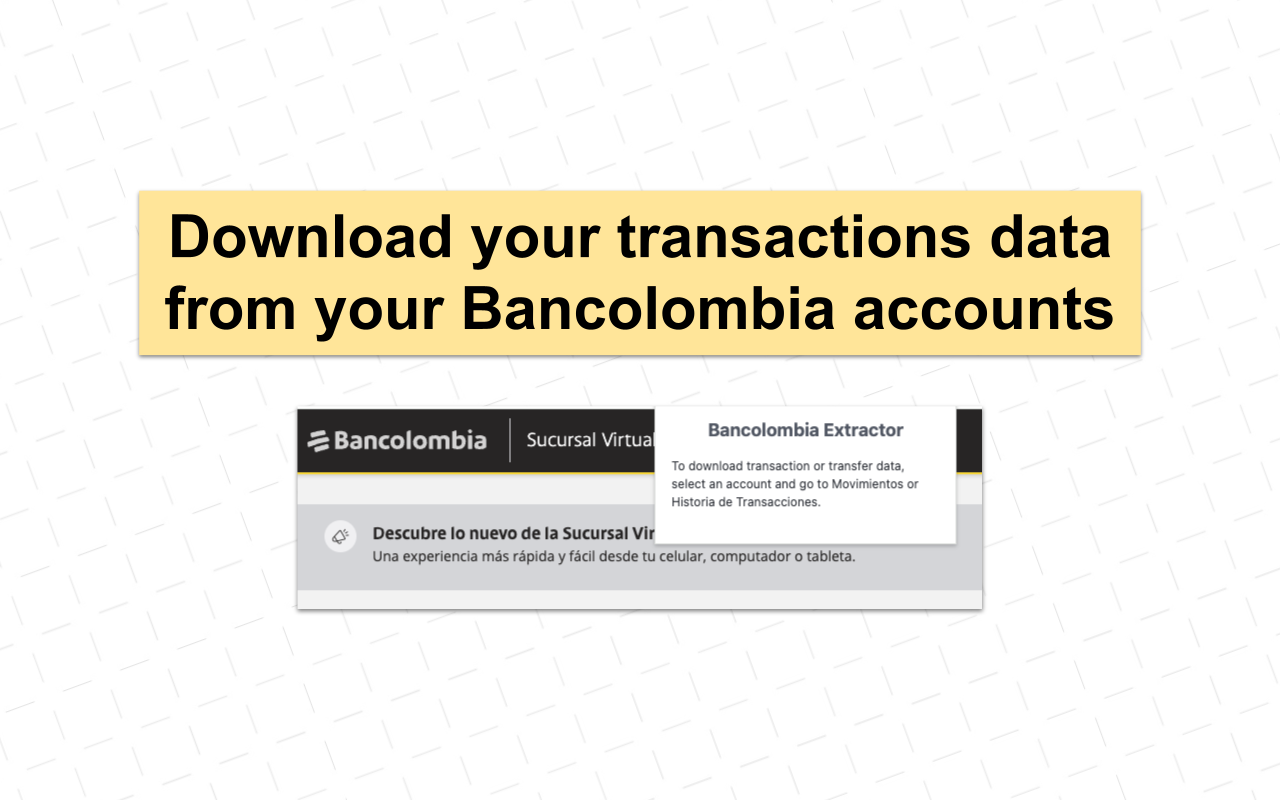 Download your transactions data
from your Bancolombia accounts
Bancolombia
Sucursal Virtual
Bancolombia Extractor
To download transaction or transfer data,
select an account and go to Movimientos or
Historia de Transacciones.
Descubre lo nuevo de la Sucursal Vir
Una experiencia más rápida y fácil desde tu celular, computador o tableta.